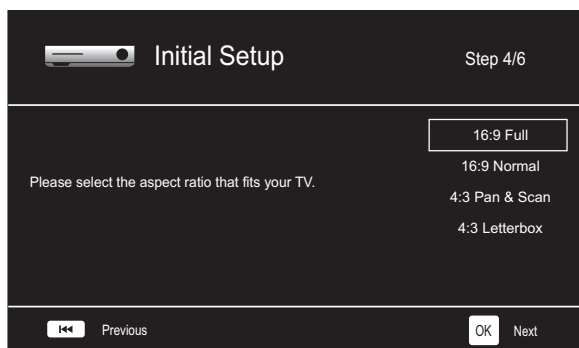 Initial Setup
Step 4/6
Please select the aspect ratio that fits your TV.
16:9 Full
16:9 Normal
4:3 Pan & Scan
4:3 Letterbox
Previous
OK Next